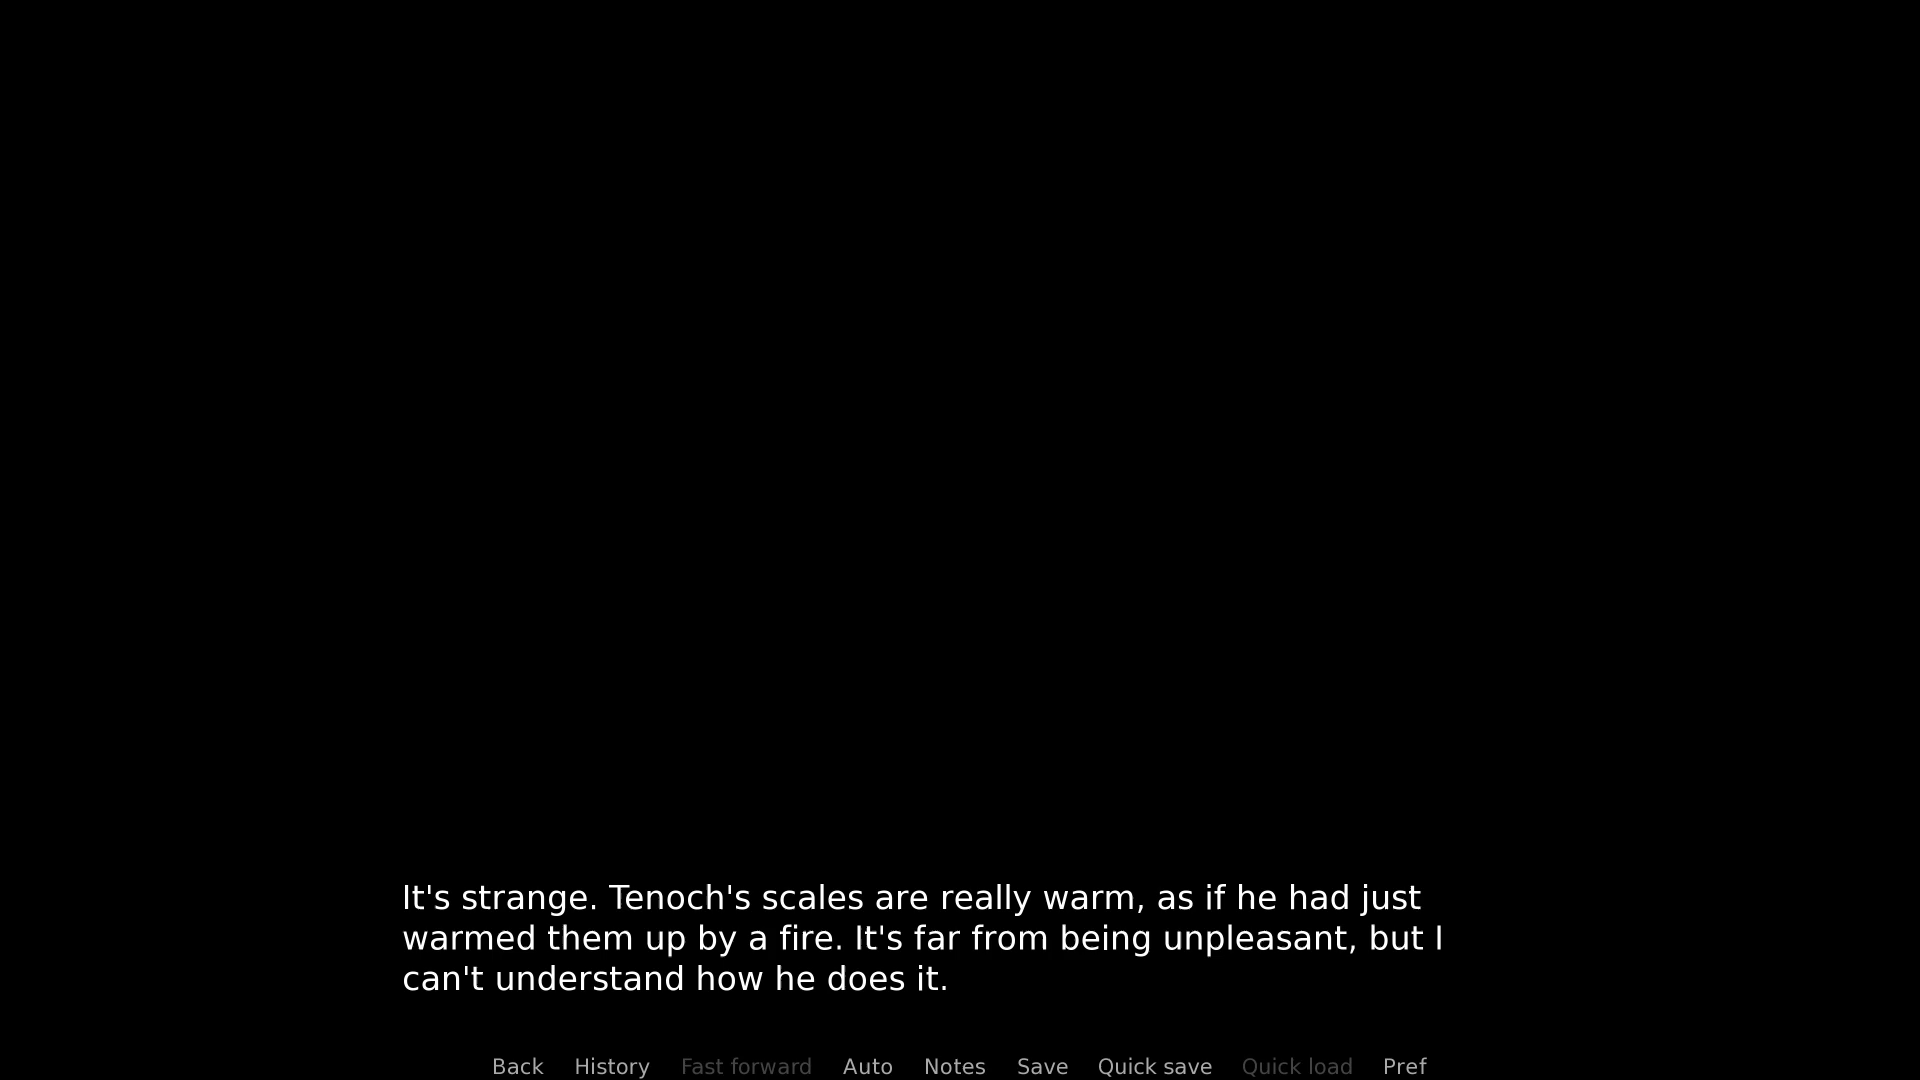 It's strange. Tenoch's scales are really warm, as if he had just
warmed them up by a fire. It's far from being unpleasant, but I
can't understand how he does it.
Back History Fast forward Auto Notes Save Quick save Quick load Pref